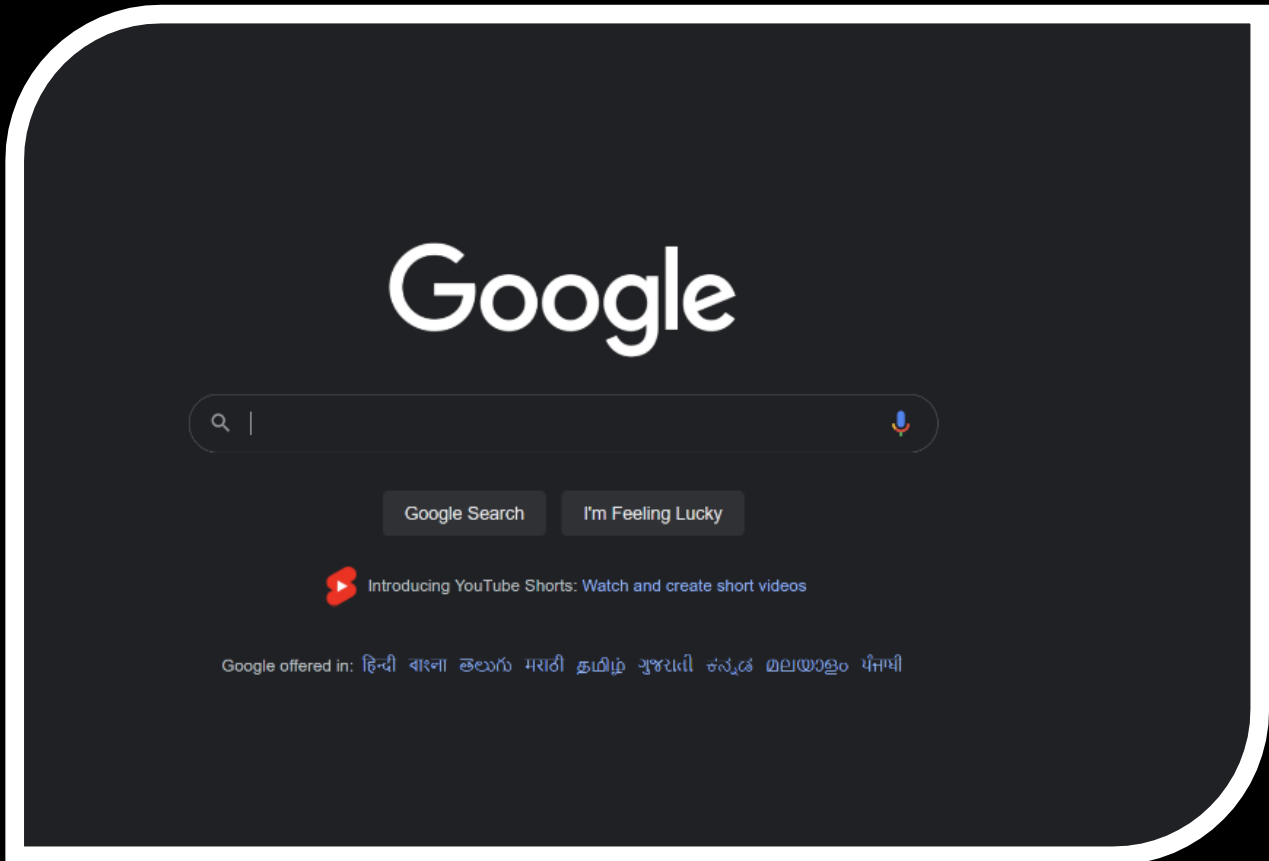 Google
Google Search I'm Feeling Lucky
Introducing YouTube Shorts: Watch and create short videos
Google offered in: हिन्दी বাংলা తెలుగు मराठी தமிழ் ગુજરાતી ಕನ್ನಡ മലയാളം ਪੰਜਾਬੀ